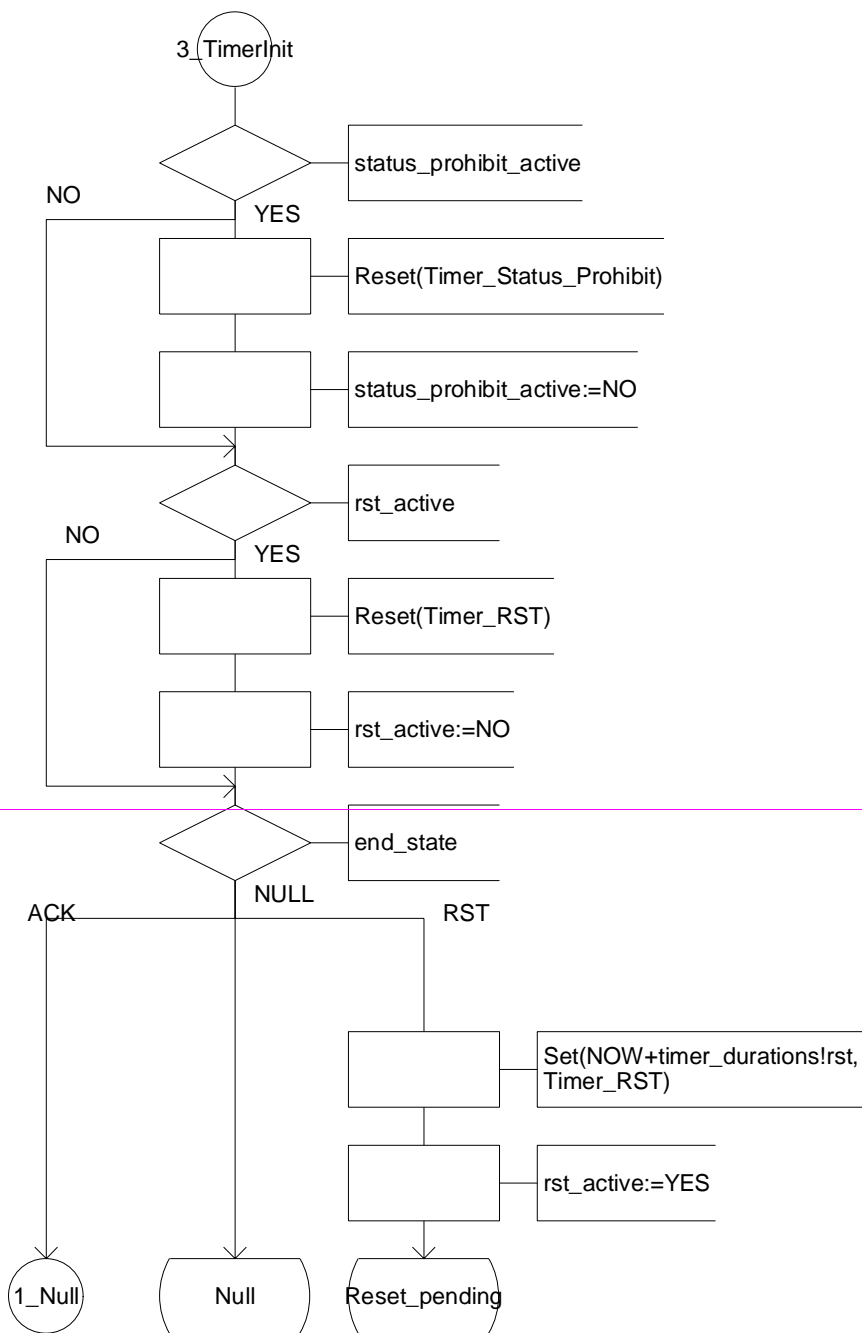 3_TimerInit
status_prohibit_active
NO
YES
Reset(Timer_Status_Prohibit)
status_prohibit_active:=NO
rst_active
NO
YES
Reset(Timer_RST)
rst_active:=NO
end_state
NULL
ACK
RST
Set(NOW+timer_durations!rst,
Timer_RST)
rst_active:=YES
1_Null
Null
Reset_pending